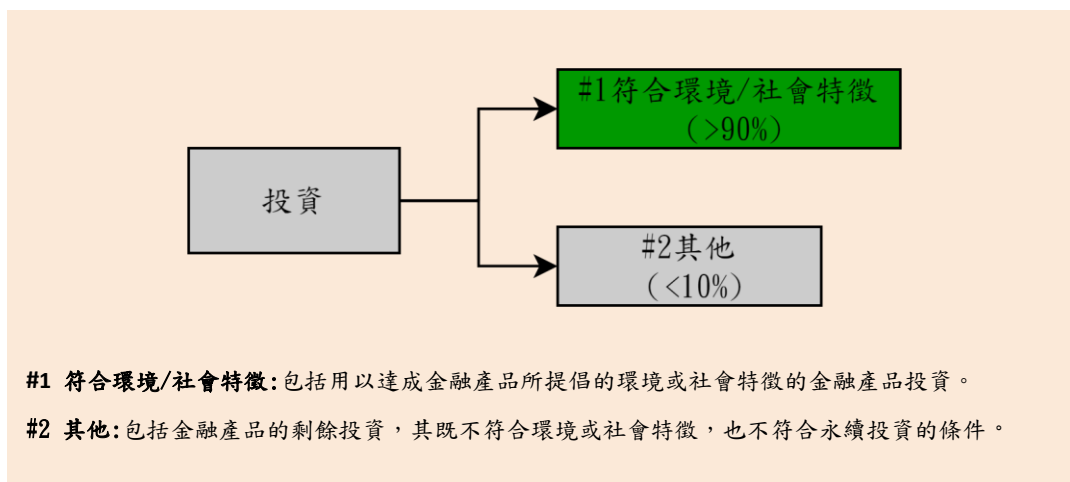 #1符合環境/社會特徵
(>90%)
投資
#2其他
(<10%)
#1 符合環境/社會特徵:包括用以達成金融產品所提倡的環境或社會特徵的金融產品投資。
#2 其他:包括金融產品的剩餘投資，其既不符合環境或社會特徵，也不符合永續投資的條件。